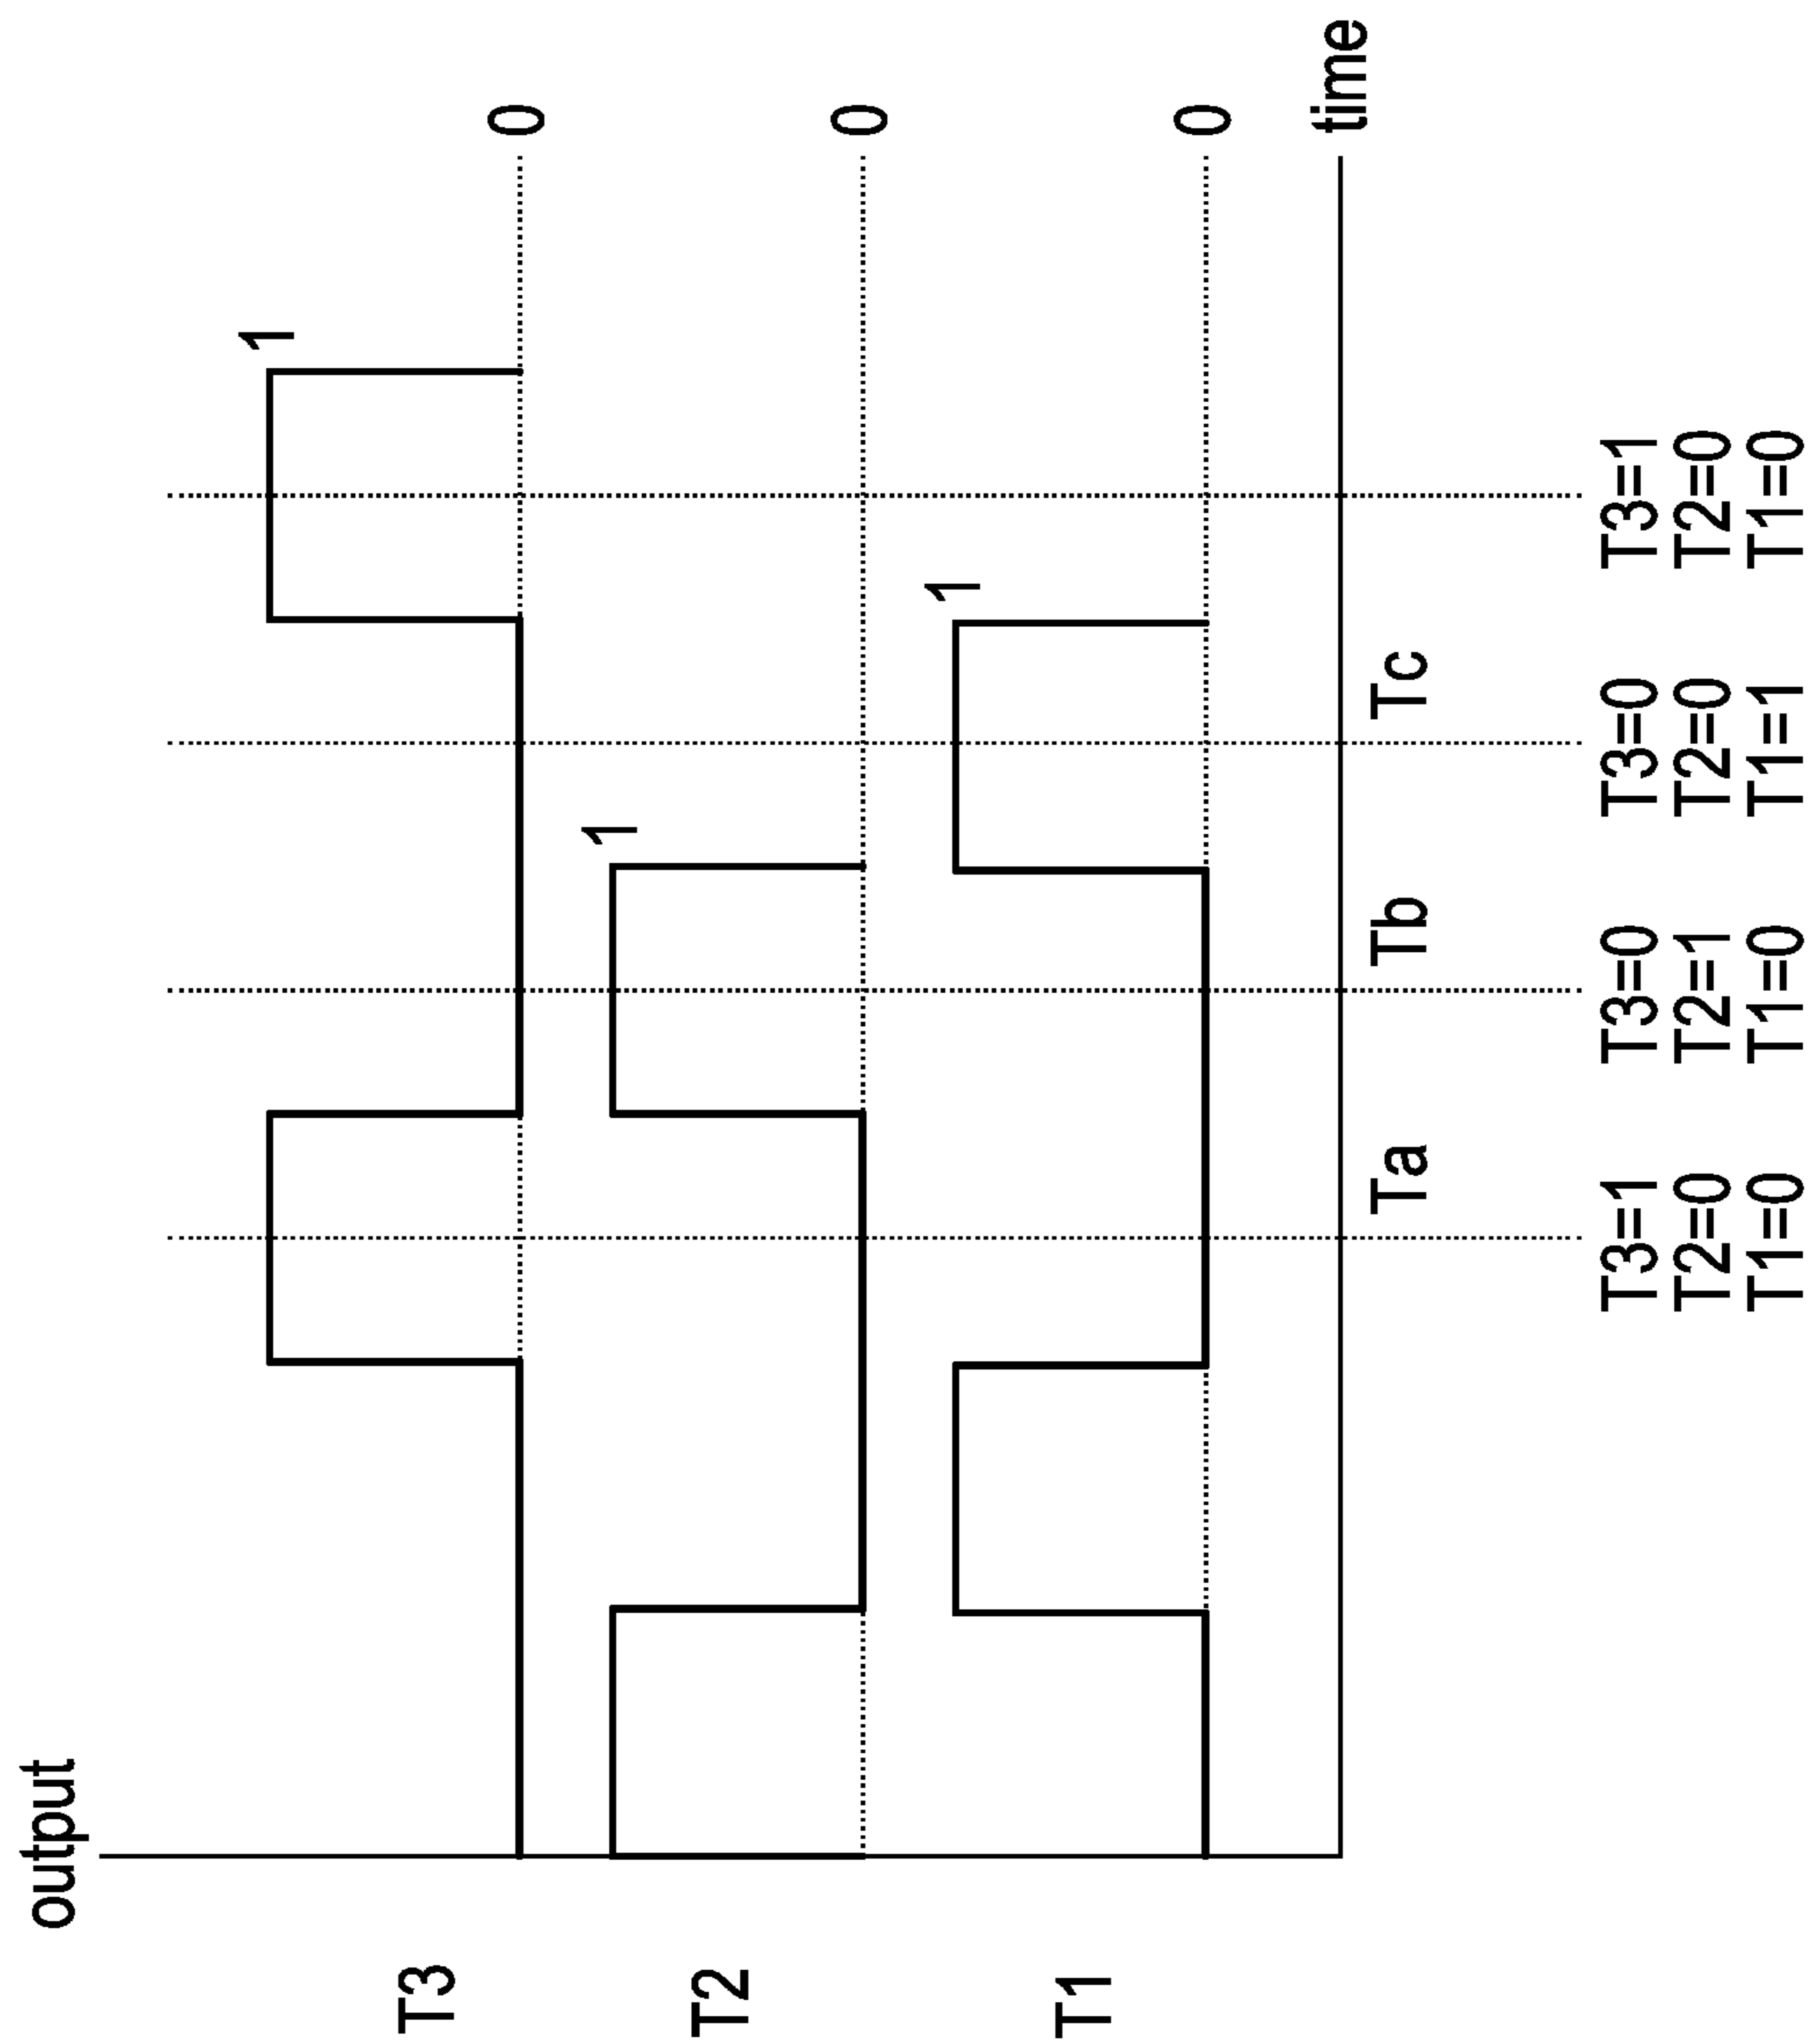 output
T3
1
0
T2
1
0
T1
1
0
time
Ta
Tb
Tc
T3=1
T2=0
T1=0
T3=0
T2=1
T1=0
T3=0
T2=0
T1=1
T3=1
T2=0
T1=0